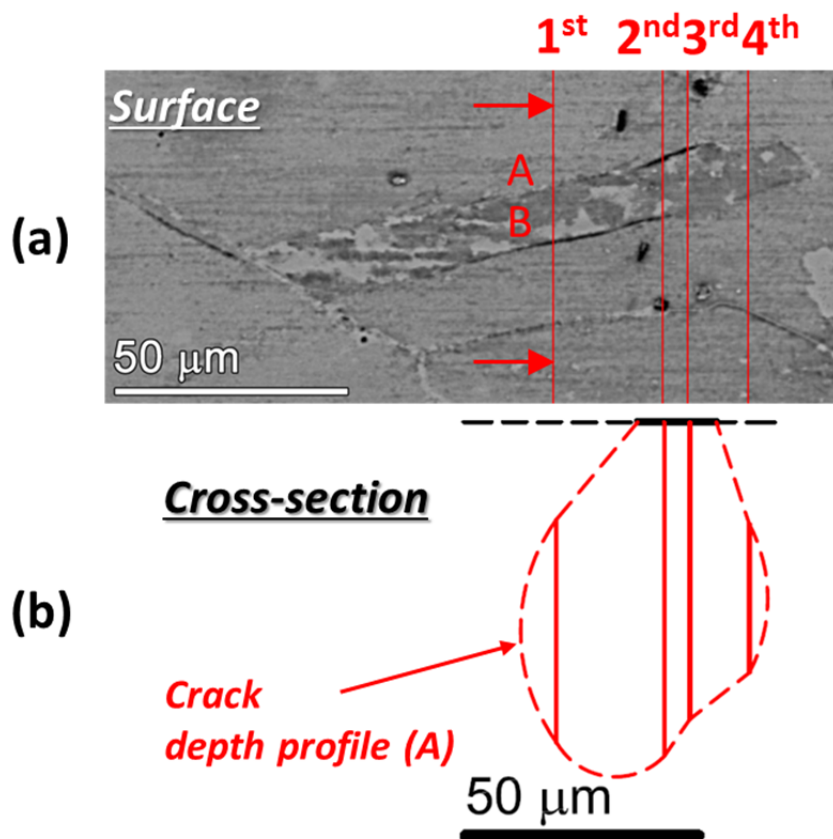 1st 2nd 3rd 4th
Surface
A
(a)
B
50 μm
Cross-section
(b)
Crack
depth profile (A)
50 μm